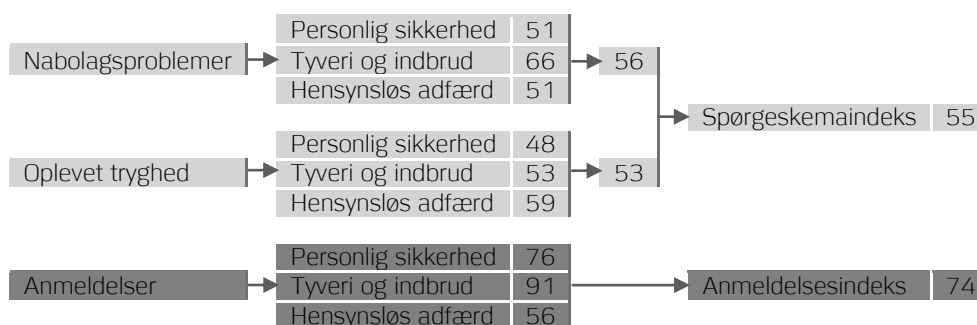 Personlig sikkerhed 51
Nabolagsproblemer Tyveri og indbrud 66 56
Hensynsløs adfærd 51
Spørgeskemaindeks 55
Personlig sikkerhed 48
Oplevet tryghed Tyveri og indbrud 53 53
Hensynsløs adfærd 59
Personlig sikkerhed 76
Anmeldelser Tyveri og indbrud 91 Anmeldelsesindeks 74
Hensynsløs adfærd 56